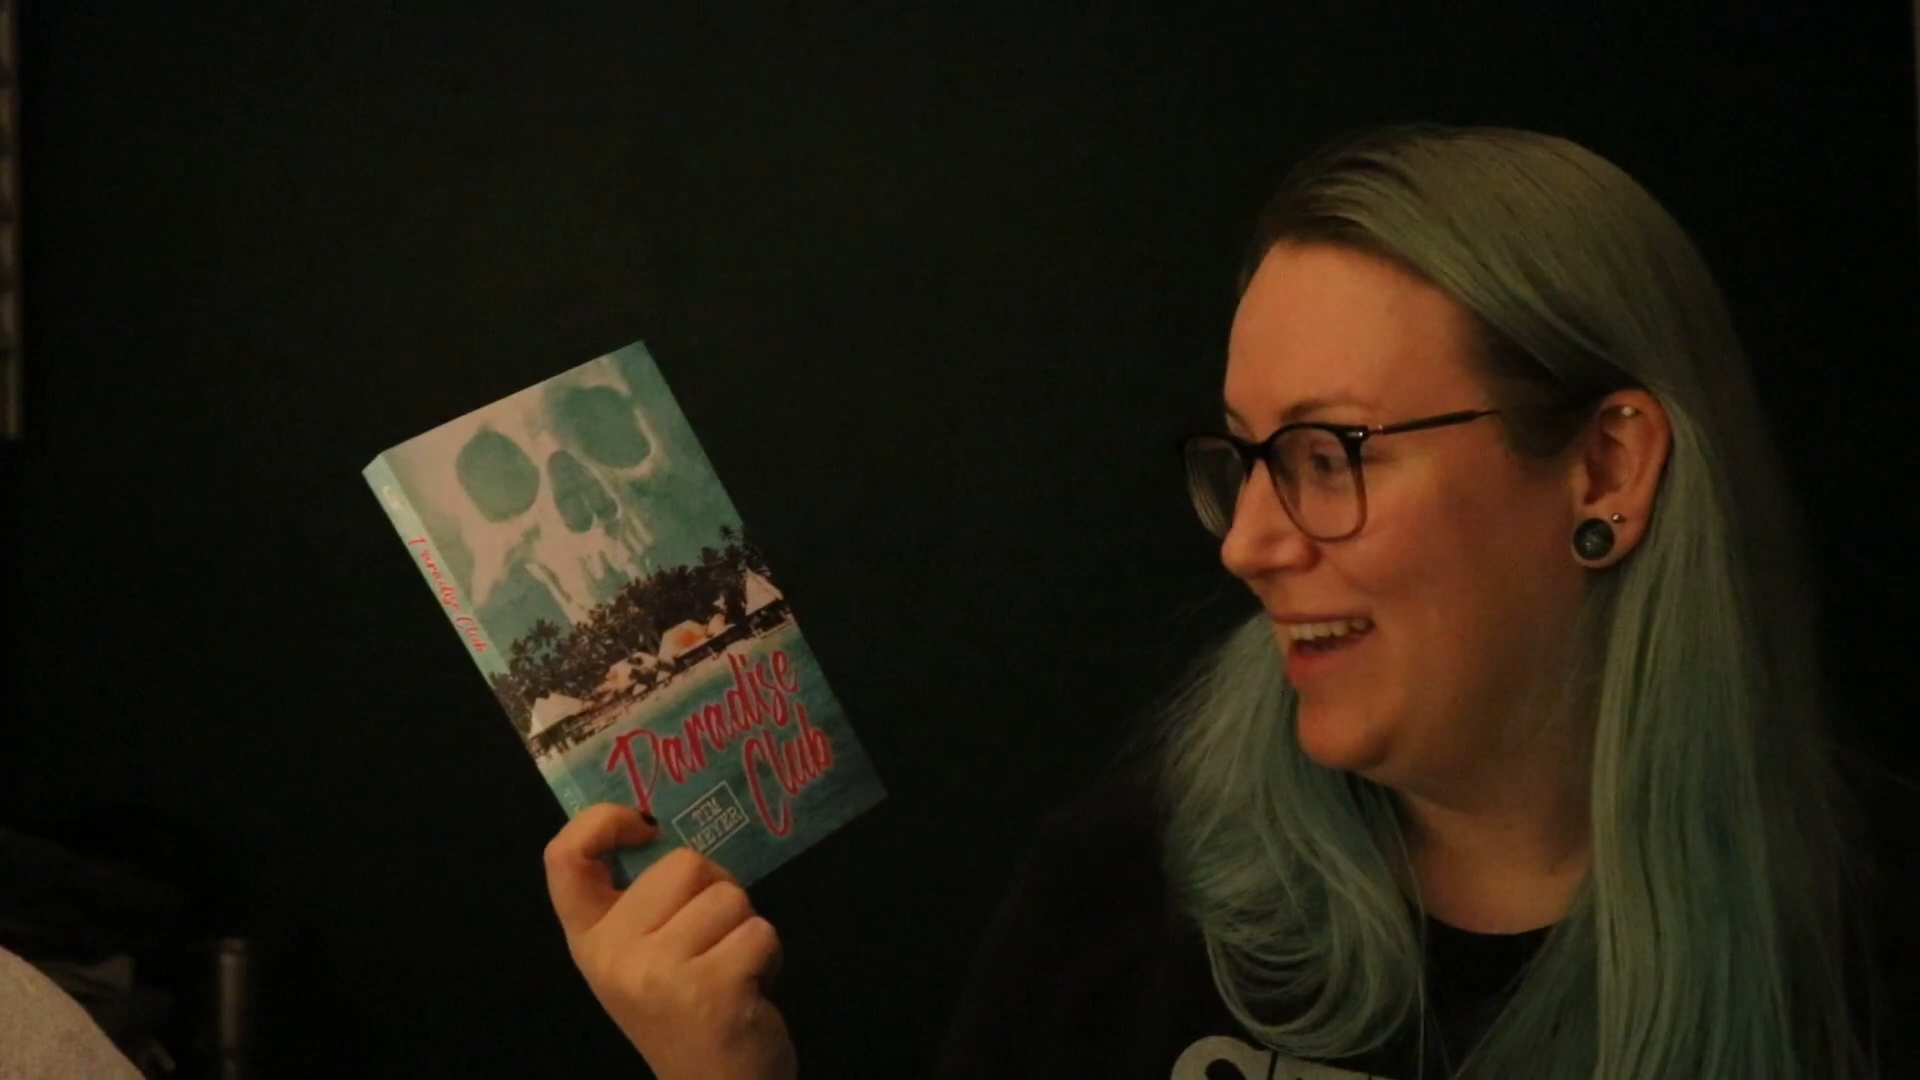 Paradise Club
Paradise
Club
TIM
MEYER